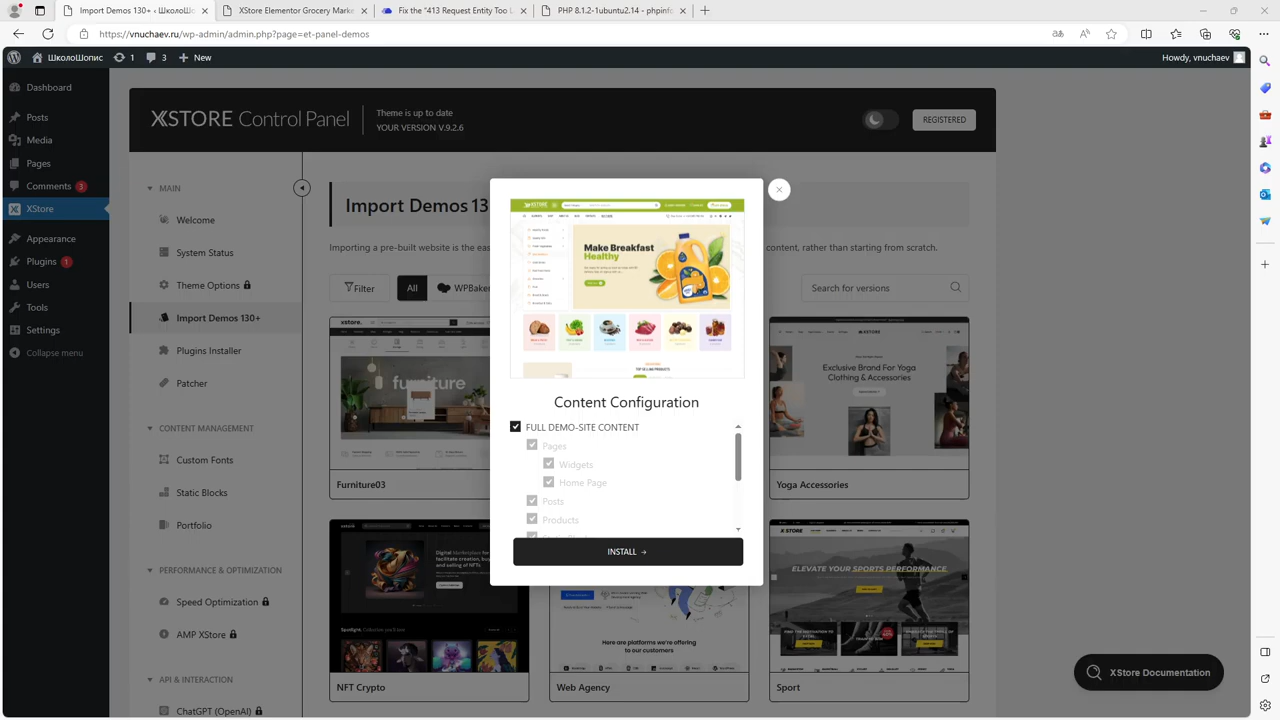 Import Demos 130+ ‹ ШколоШо
XStore Elementor Grocery Marke
Fix the "413 Request Entity Too L
PHP 8.1.2-1ubuntu2.14 - phpinfo
https://vnuchaev.ru/wp-admin/admin.php?page=et-panel-demos
ШколоШопис
1
3
New
Howdy, vnuchaev
Dashboard
Posts
Media
Pages
Comments 3
XStore
Appearance
Plugins 1
Users
Tools
Settings
Collapse menu
XSTORE Control Panel
Theme is up to date
YOUR VERSION V.9.2.6
REGISTERED
MAIN
Welcome
System Status
Theme Options
Import Demos 130+
Plugins Installer
Patcher
CONTENT MANAGEMENT
Custom Fonts
Static Blocks
Portfolio
PERFORMANCE & OPTIMIZATION
Speed Optimization
AMP XStore
API & INTERACTION
ChatGPT (OpenAI)
Import Demos 13
Importing a pre-built website is the eas
content, rather than starting from scratch.
Filter
All
WPBaker
Search for versions
Make Breakfast
Healthy
Content Configuration
FULL DEMO-SITE CONTENT
Pages
Widgets
Home Page
Posts
Products
INSTALL →
furniture
Furniture03
XSTORE
Exclusive Brand For Yoga
Clothing & Accessories
Yoga Accessories
Digital Marketplace for
NFT Crypto
Here are platforms we're offering
to our customers
Web Agency
XSTORE
ELEVATE YOUR SPORTS STYLE
Sport
XStore Documentation